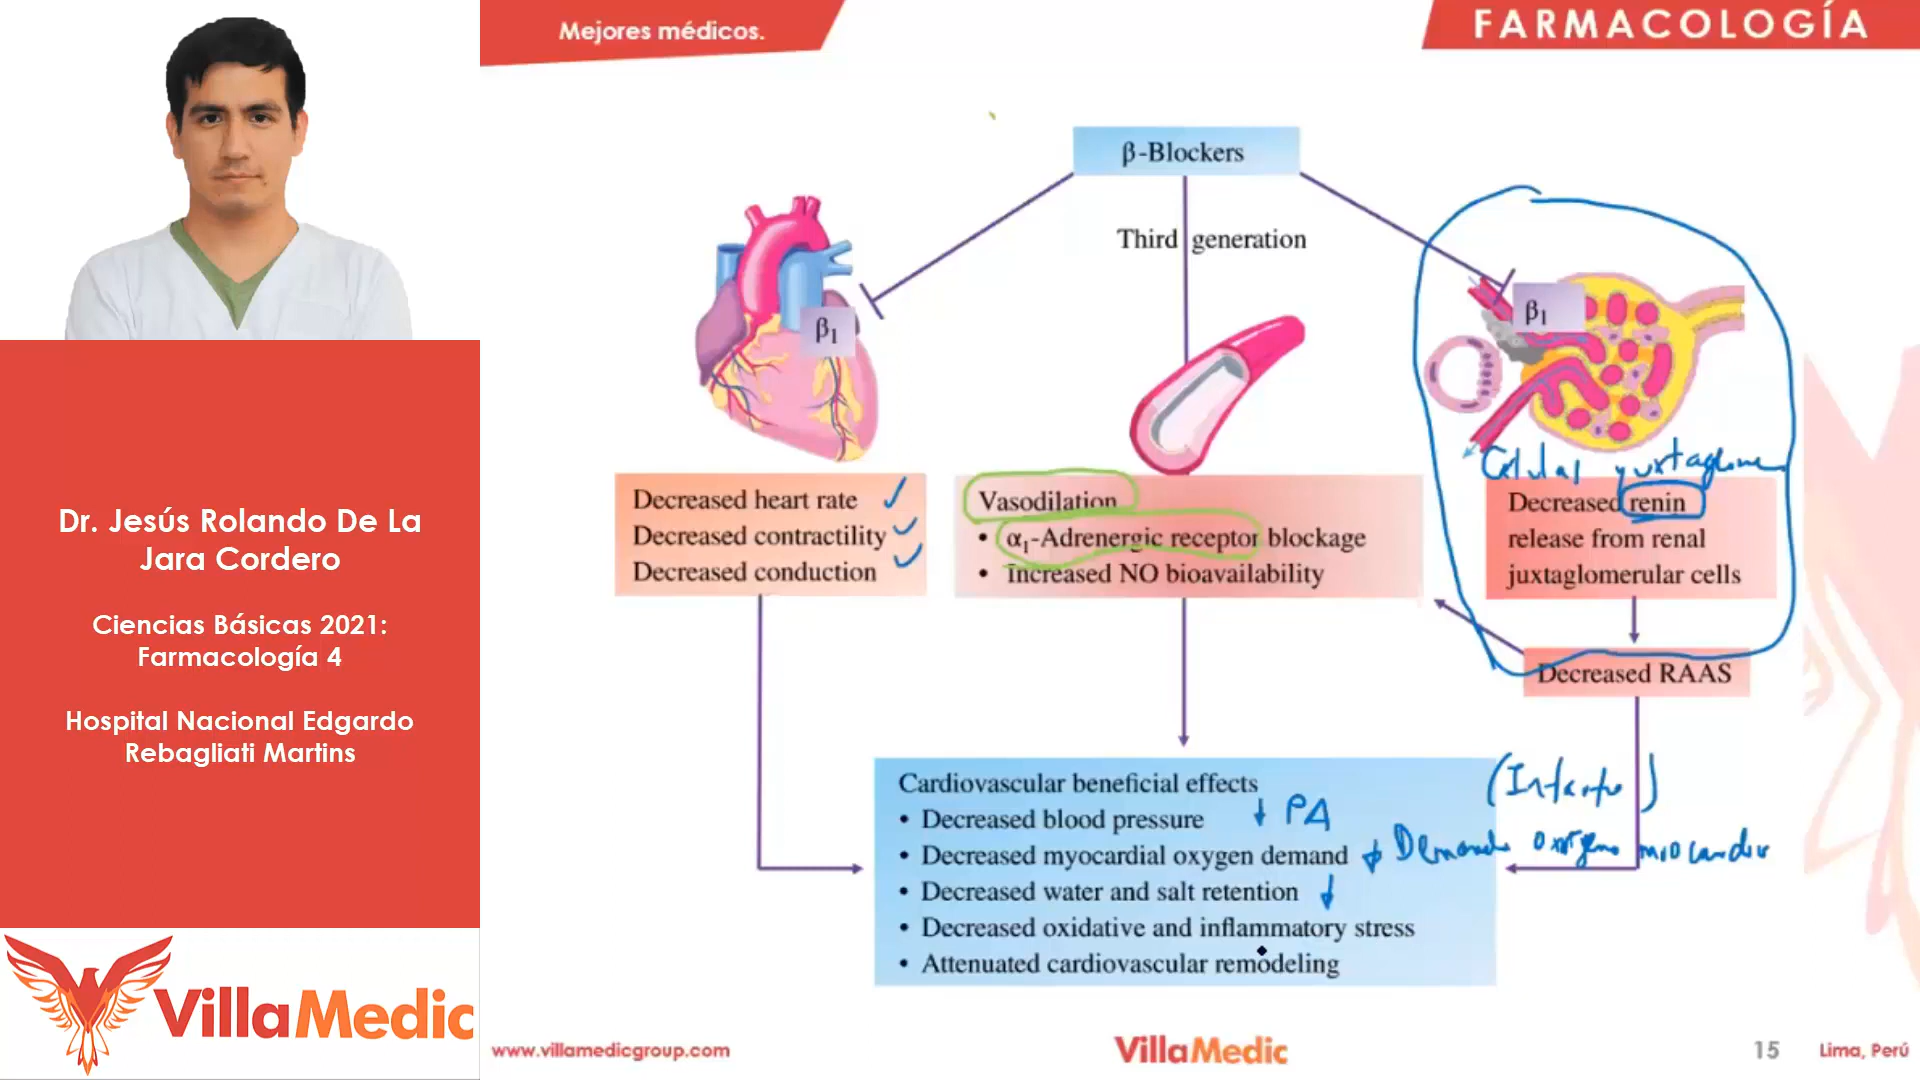 Mejores médicos.
FARMACOLOGÍA
Dr. Jesús Rolando De La
Jara Cordero
Ciencias Básicas 2021:
Farmacología 4
Hospital Nacional Edgardo
Rebagliati Martins
VillaMedic
β-Blockers
Third generation
β1
β1
Decreased heart rate
Decreased contractility
Decreased conduction
Vasodilation
• α1-Adrenergic receptor blockage
• Increased NO bioavailability
Decreased renin
release from renal
juxtaglomerular cells
Decreased RAAS
Cardiovascular beneficial effects
• Decreased blood pressure ↓ PA
• Decreased myocardial oxygen demand ↓ Demanda oxígeno miocardio
• Decreased water and salt retention ↓
• Decreased oxidative and inflammatory stress
• Attenuated cardiovascular remodeling
(Infarto)
www.villamedicgroup.com
VillaMedic
15
Lima, Perú